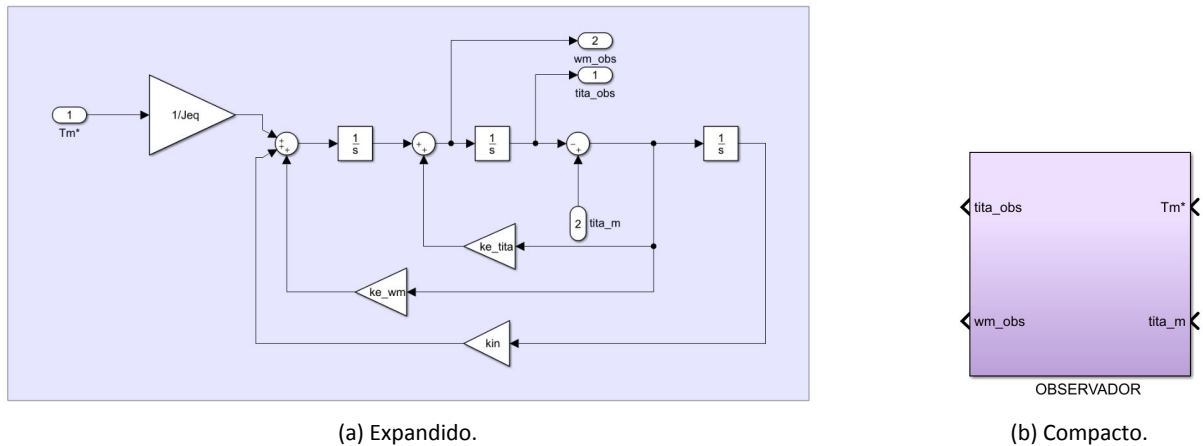 2
wm_obs
1
tita_obs
1
Tm*
1/Jeq
+
+
+
1
s
+
+
1
s
−
+
1
s
2
tita_m
ke_tita
ke_wm
kin
tita_obs
Tm*
wm_obs
tita_m
OBSERVADOR
(a) Expandido.
(b) Compacto.